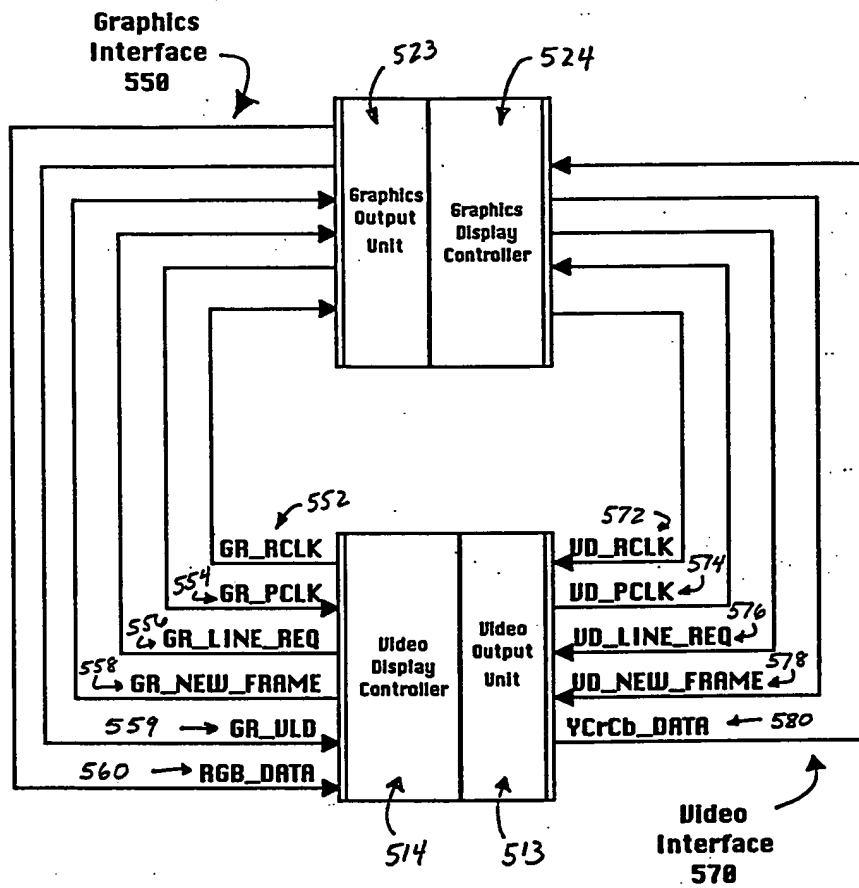 Graphics
Interface
550
523
524
Graphics
Output
Unit
Graphics
Display
Controller
552
GR_RCLK
554
GR_PCLK
556
GR_LINE_REQ
558
GR_NEW_FRAME
559
GR_VLD
560
RGB_DATA
Video
Display
Controller
Video
Output
Unit
572
VD_RCLK
574
VD_PCLK
576
VD_LINE_REQ
578
VD_NEW_FRAME
YCrCb_DATA
580
514
513
Video
Interface
570